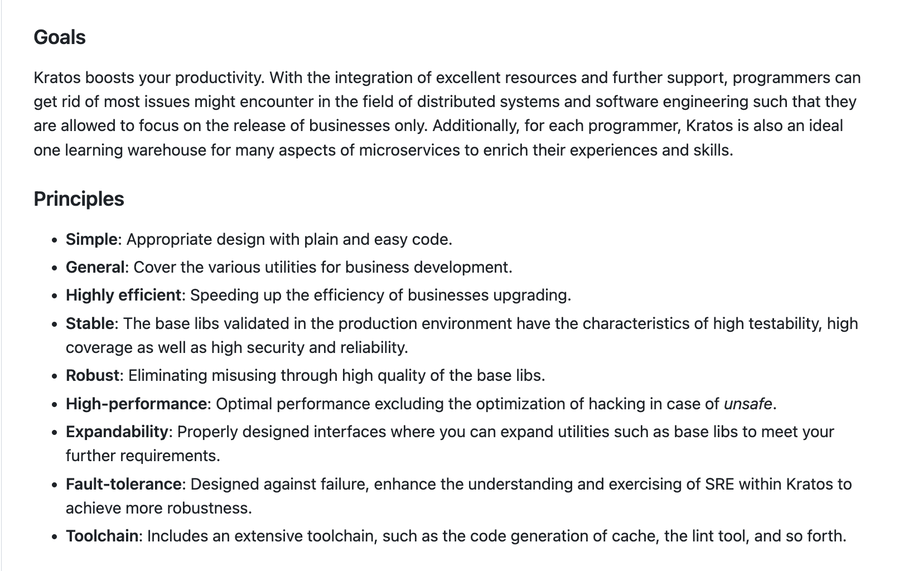 Goals
Kratos boosts your productivity. With the integration of excellent resources and further support, programmers can
get rid of most issues might encounter in the field of distributed systems and software engineering such that they
are allowed to focus on the release of businesses only. Additionally, for each programmer, Kratos is also an ideal
one learning warehouse for many aspects of microservices to enrich their experiences and skills.
Principles
• Simple: Appropriate design with plain and easy code.
• General: Cover the various utilities for business development.
• Highly efficient: Speeding up the efficiency of businesses upgrading.
• Stable: The base libs validated in the production environment have the characteristics of high testability, high
coverage as well as high security and reliability.
• Robust: Eliminating misusing through high quality of the base libs.
• High-performance: Optimal performance excluding the optimization of hacking in case of unsafe.
• Expandability: Properly designed interfaces where you can expand utilities such as base libs to meet your
further requirements.
• Fault-tolerance: Designed against failure, enhance the understanding and exercising of SRE within Kratos to
achieve more robustness.
• Toolchain: Includes an extensive toolchain, such as the code generation of cache, the lint tool, and so forth.